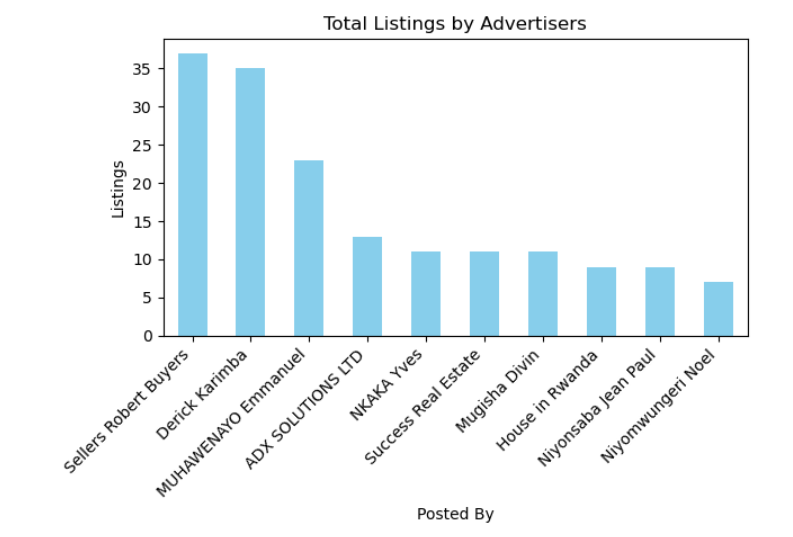 Total Listings by Advertisers
Listings
35
30
25
20
15
10
5
0
Sellers Robert Buyers
Derick Karimba
MUHAWENAYO Emmanuel
ADX SOLUTIONS LTD
NKAKA Yves
Success Real Estate
Mugisha Divin
House in Rwanda
Niyonsaba Jean Paul
Niyomwungeri Noel
Posted By